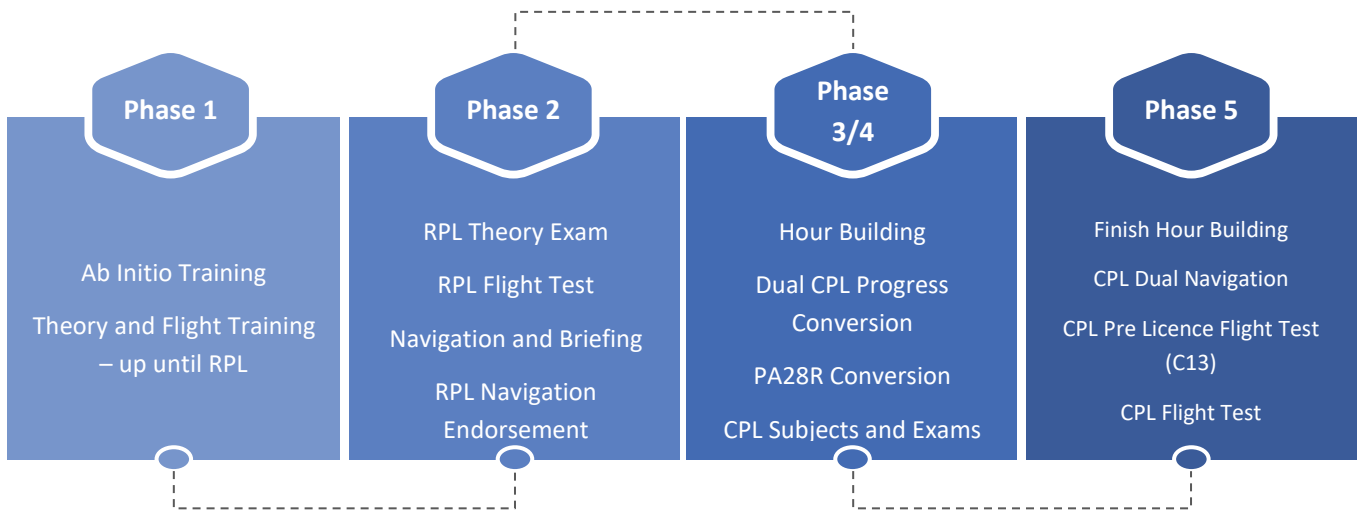 Phase 1
Ab Initio Training
Theory and Flight Training
– up until RPL
Phase 2
RPL Theory Exam
RPL Flight Test
Navigation and Briefing
RPL Navigation
Endorsement
Phase
3/4
Hour Building
Dual CPL Progress
Conversion
PA28R Conversion
CPL Subjects and Exams
Phase 5
Finish Hour Building
CPL Dual Navigation
CPL Pre Licence Flight Test
(C13)
CPL Flight Test